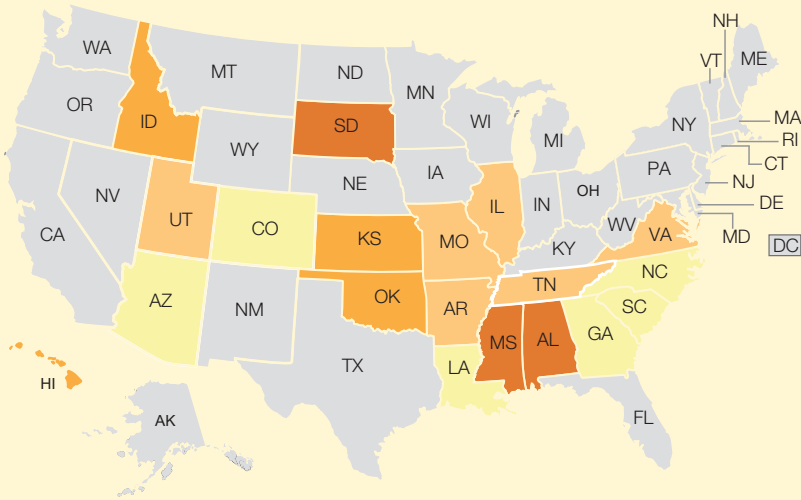 NH
WA
VT
ME
MT
ND
MN
OR
ID
SD
WI
NY
MA
MI
RI
WY
CT
IA
PA
NE
NJ
NV
IL
IN
OH
DE
UT
CO
WV
MD
CA
KS
MO
VA
DC
KY
NC
AZ
TN
OK
AR
SC
NM
GA
MS
AL
TX
LA
HI
FL
AK